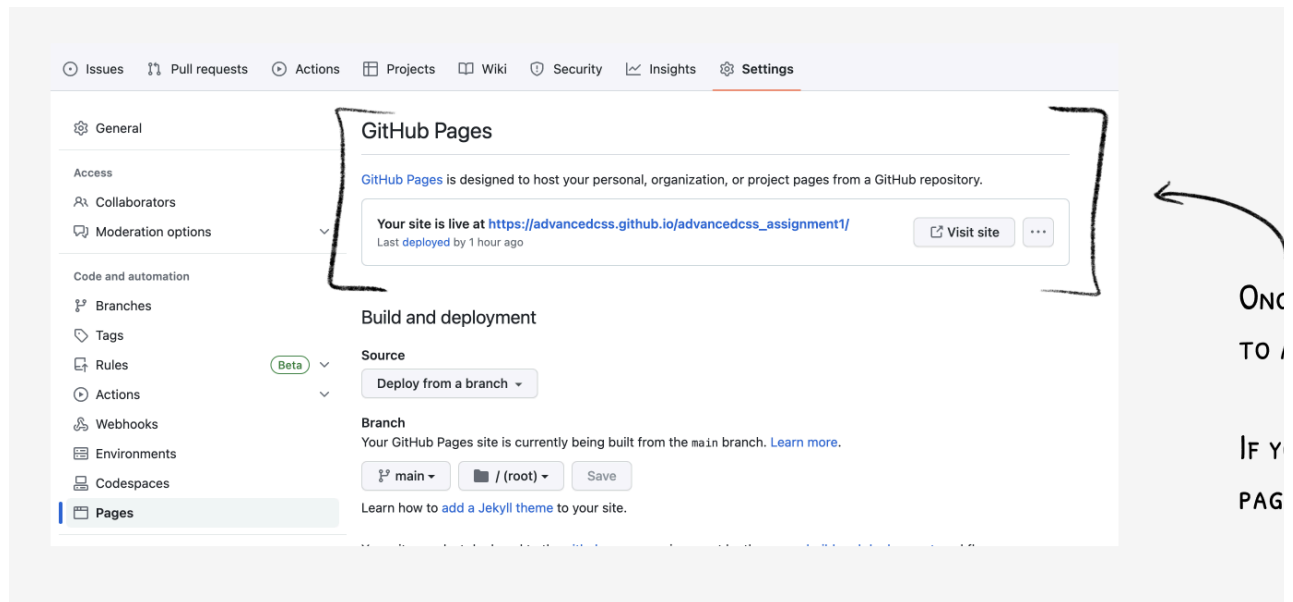 Issues Pull requests Actions Projects Wiki Security Insights Settings
General
Access
Collaborators
Moderation options
Code and automation
Branches
Tags
Rules Beta
Actions
Webhooks
Environments
Codespaces
Pages
GitHub Pages
GitHub Pages is designed to host your personal, organization, or project pages from a GitHub repository.
Your site is live at https://advancedcss.github.io/advancedcss_assignment1/
Last deployed by 1 hour ago
Visit site
Build and deployment
Source
Deploy from a branch
Branch
Your GitHub Pages site is currently being built from the main branch. Learn more.
main / (root) Save
Learn how to add a Jekyll theme to your site.
TO
IF